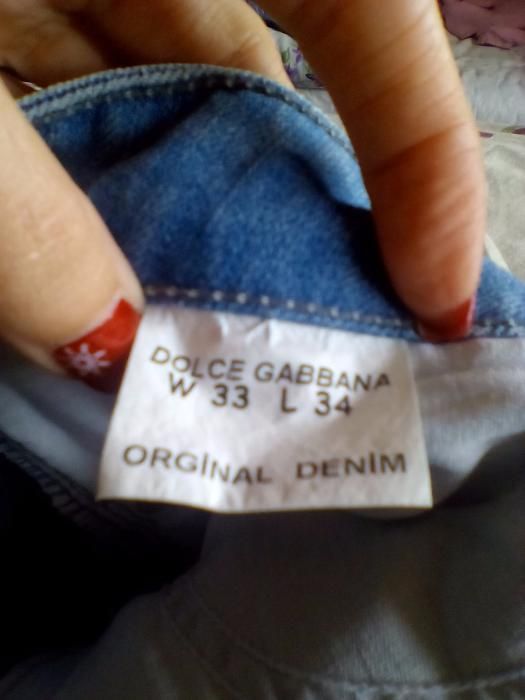 DOLCE GABBANA
W 33 L 34
ORGİNAL DENİM